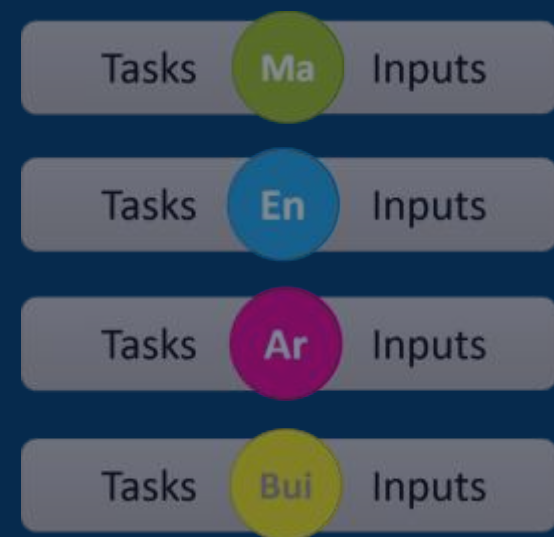 Tasks Ma Inputs
Tasks En Inputs
Tasks Ar Inputs
Tasks Bui Inputs